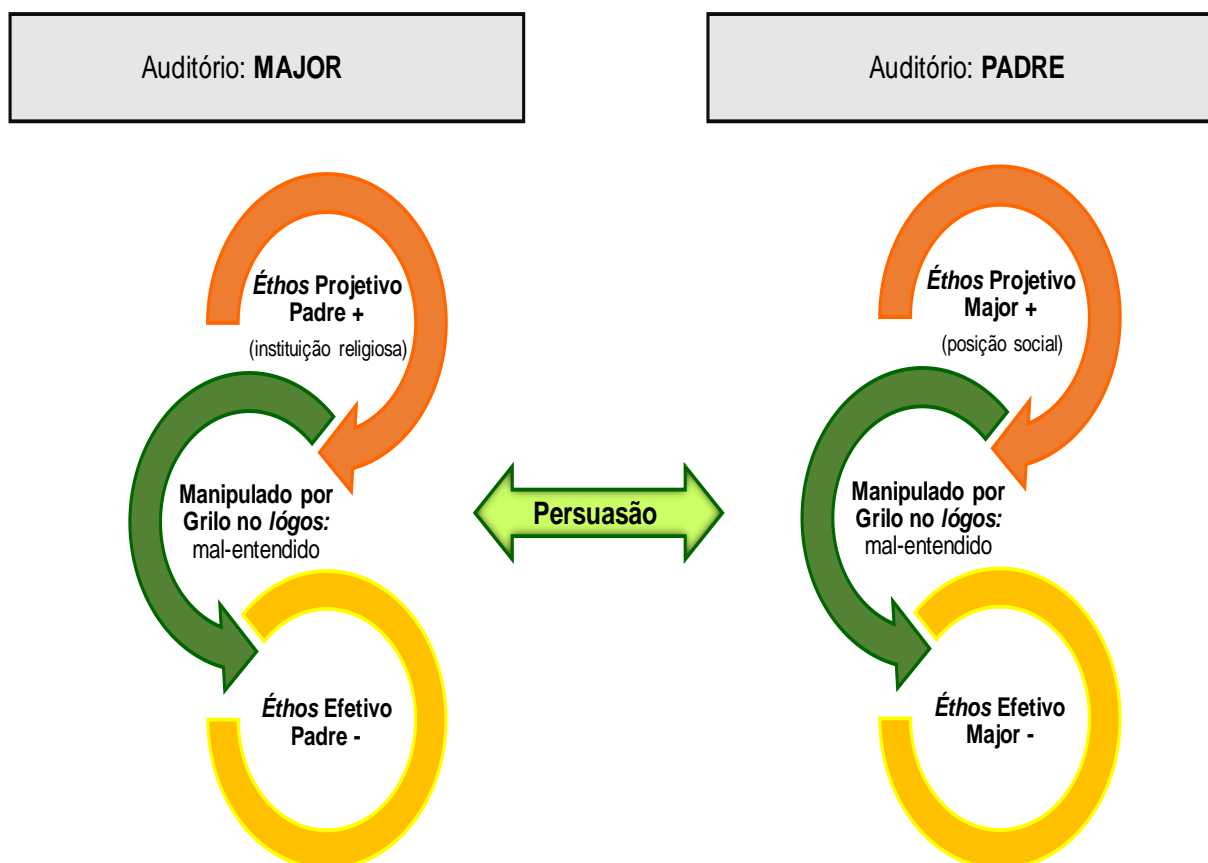 Auditório: MAJOR
Éthos Projetivo
Padre +
(instituição religiosa)
Manipulado por
Grilo no lógos:
mal-entendido
Éthos Efetivo
Padre -
Persuasão
Auditório: PADRE
Éthos Projetivo
Major +
(posição social)
Manipulado por
Grilo no lógos:
mal-entendido
Éthos Efetivo
Major -